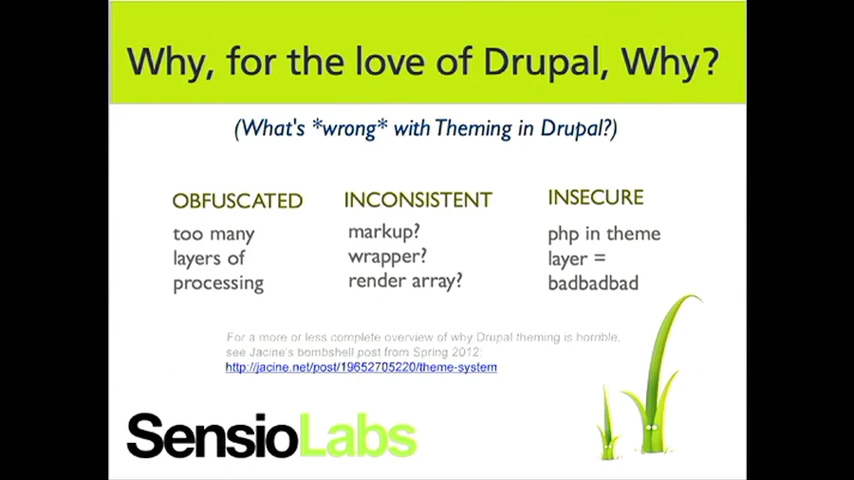 Why, for the love of Drupal, Why?
(What's *wrong* with Theming in Drupal?)
OBFUSCATED
too many
layers of
processing
INCONSISTENT
markup?
wrapper?
render array?
INSECURE
php in theme
layer =
badbadbad
For a more or less complete overview of why Drupal theming is horrible,
see Jacine's bombshell post from Spring 2012:
http://jacine.net/post/19652705220/theme-system
SensioLabs